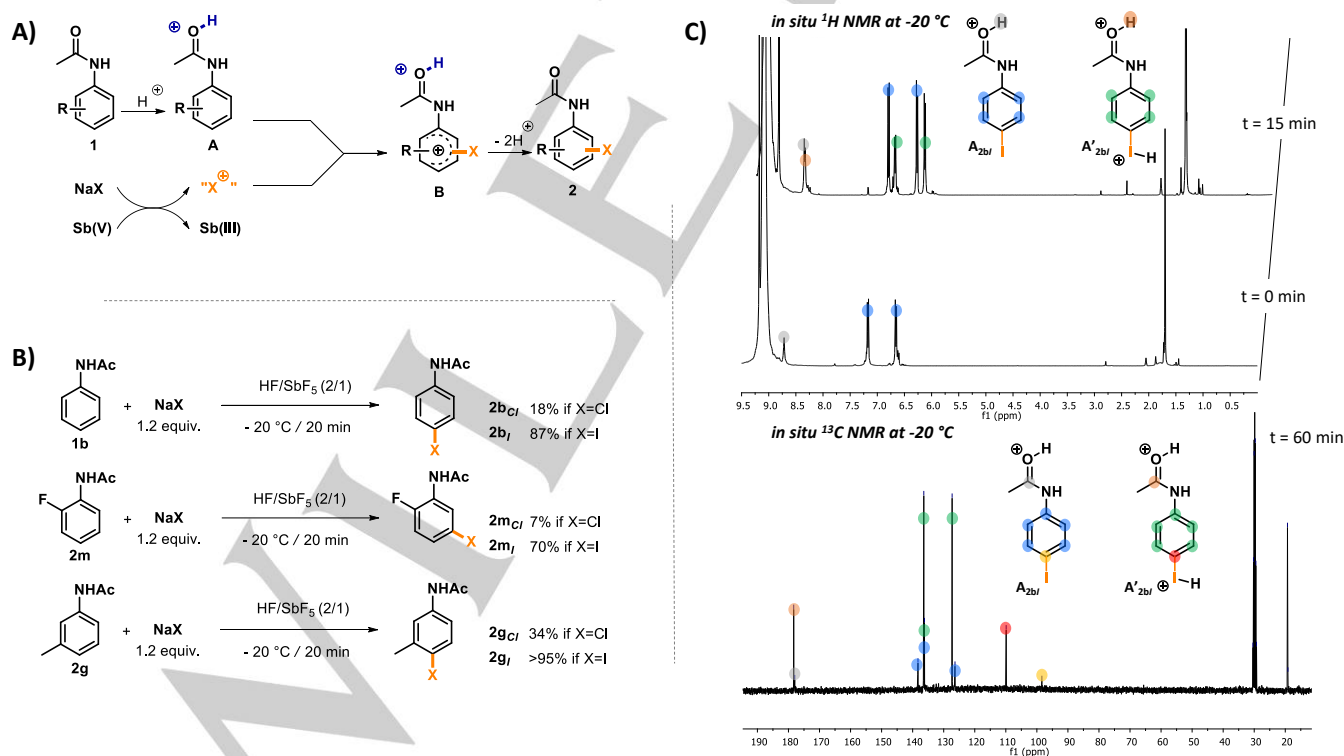 A)
O
NH
R
1
H ⊕
⊕ O-H
NH
R
A
NaX
Sb(V)
"X⊕"
Sb(III)
⊕ O-H
NH
R
⊕
X
B
- 2H ⊕
O
NH
R
X
2
B)
NHAc
1b
+ NaX
1.2 equiv.
HF/SbF₅ (2/1)
- 20 °C / 20 min
NHAc
X
2b_Cl 18% if X=Cl
2b_I 87% if X=I
NHAc
F
2m
+ NaX
1.2 equiv.
HF/SbF₅ (2/1)
- 20 °C / 20 min
NHAc
F
X
2m_Cl 7% if X=Cl
2m_I 70% if X=I
NHAc
2g
+ NaX
1.2 equiv.
HF/SbF₅ (2/1)
- 20 °C / 20 min
NHAc
X
2g_Cl 34% if X=Cl
2g_I >95% if X=I
C)
in situ ¹H NMR at -20 °C
⊕ O H
NH
I
A₂bI
⊕ O H
NH
I-H
⊕
A'₂bI
t = 15 min
t = 0 min
9.5 9.0 8.5 8.0 7.5 7.0 6.5 6.0 5.5 5.0 4.5 4.0 3.5 3.0 2.5 2.0 1.5 1.0 0.5
f1 (ppm)
in situ ¹³C NMR at -20 °C
t = 60 min
⊕ O H
NH
I
A₂bI
⊕ O H
NH
I-H
⊕
A'₂bI
190 180 170 160 150 140 130 120 110 100 90 80 70 60 50 40 30 20
f1 (ppm)
WILE